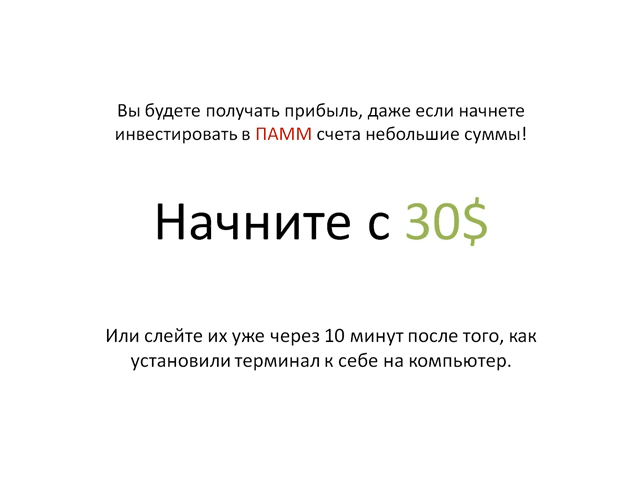 Вы будете получать прибыль, даже если начнете
инвестировать в ПАММ счета небольшие суммы!
Начните с 30$
Или слейте их уже через 10 минут после того, как
установили терминал к себе на компьютер.